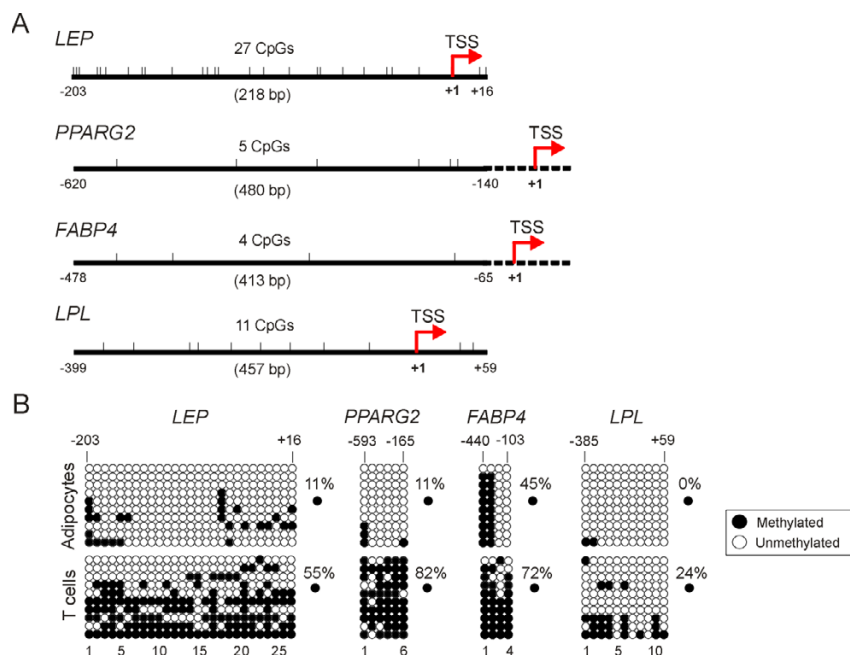 A
LEP
27 CpGs
TSS
-203
(218 bp)
+1
+16
PPARG2
5 CpGs
TSS
-620
(480 bp)
-140
+1
FABP4
4 CpGs
TSS
-478
(413 bp)
-65
+1
LPL
11 CpGs
TSS
-399
(457 bp)
+1
+59
B
LEP
PPARG2
FABP4
LPL
-203
+16
-593
-165
-440
-103
-385
+59
Adipocytes
11%
11%
45%
0%
Methylated
Unmethylated
T cells
55%
82%
72%
24%
1 5 10 15 20 25
1 6
1 4
1 5 10